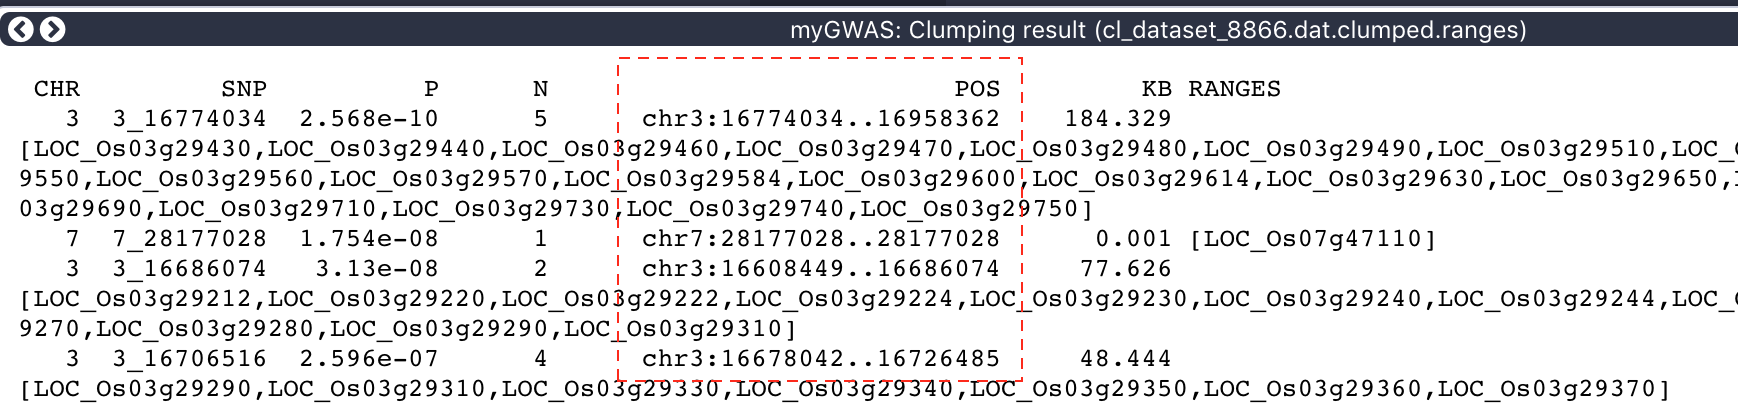 myGWAS: Clumping result (cl_dataset_8866.dat.clumped.ranges)
CHR SNP P N POS KB RANGES
3 3_16774034 2.568e-10 5 chr3:16774034..16958362 184.329
[LOC_Os03g29430,LOC_Os03g29440,LOC_Os03g29460,LOC_Os03g29470,LOC_Os03g29480,LOC_Os03g29490,LOC_Os03g29510,LOC_
9550,LOC_Os03g29560,LOC_Os03g29570,LOC_Os03g29584,LOC_Os03g29600,LOC_Os03g29614,LOC_Os03g29630,LOC_Os03g29650,
03g29690,LOC_Os03g29710,LOC_Os03g29730,LOC_Os03g29740,LOC_Os03g29750]
7 7_28177028 1.754e-08 1 chr7:28177028..28177028 0.001 [LOC_Os07g47110]
3 3_16686074 3.13e-08 2 chr3:16608449..16686074 77.626
[LOC_Os03g29212,LOC_Os03g29220,LOC_Os03g29222,LOC_Os03g29224,LOC_Os03g29230,LOC_Os03g29240,LOC_Os03g29244,LOC_
9270,LOC_Os03g29280,LOC_Os03g29290,LOC_Os03g29310]
3 3_16706516 2.596e-07 4 chr3:16678042..16726485 48.444
[LOC_Os03g29290,LOC_Os03g29310,LOC_Os03g29330,LOC_Os03g29340,LOC_Os03g29350,LOC_Os03g29360,LOC_Os03g29370]